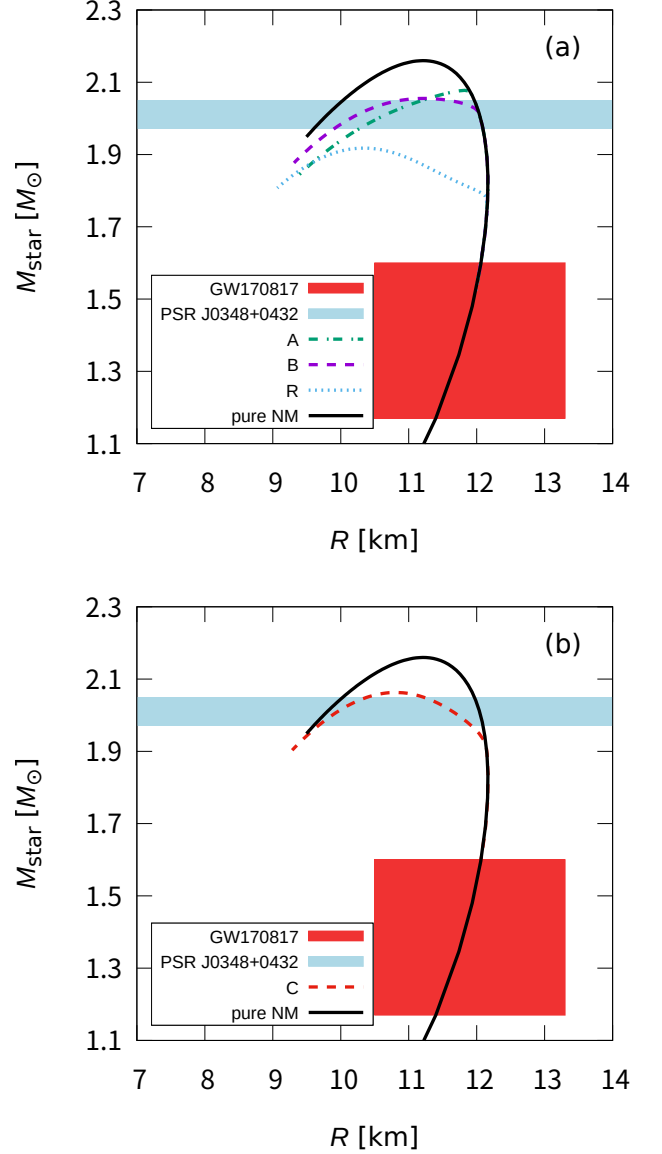 2.3
(a)
2.1
1.9
1.7
1.5
1.3
1.1
M_star [M_⊙]
GW170817
PSR J0348+0432
A
B
R
pure NM
7 8 9 10 11 12 13 14
R [km]
2.3
(b)
2.1
1.9
1.7
1.5
1.3
1.1
M_star [M_⊙]
GW170817
PSR J0348+0432
C
pure NM
7 8 9 10 11 12 13 14
R [km]